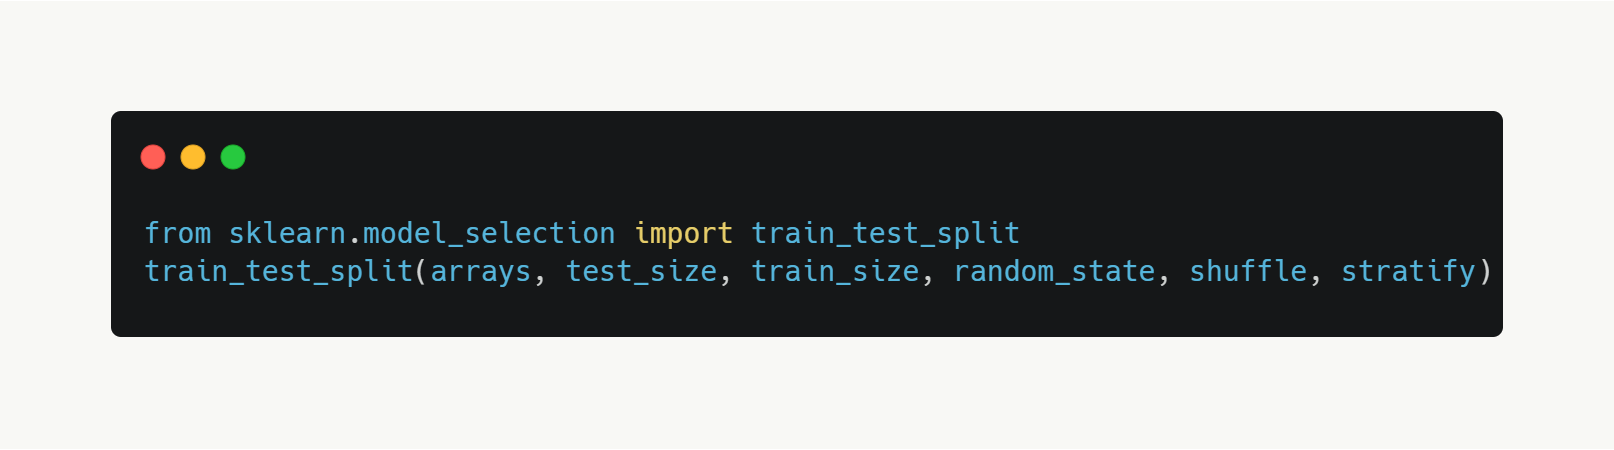 from sklearn.model_selection import train_test_split
train_test_split(arrays, test_size, train_size, random_state, shuffle, stratify)